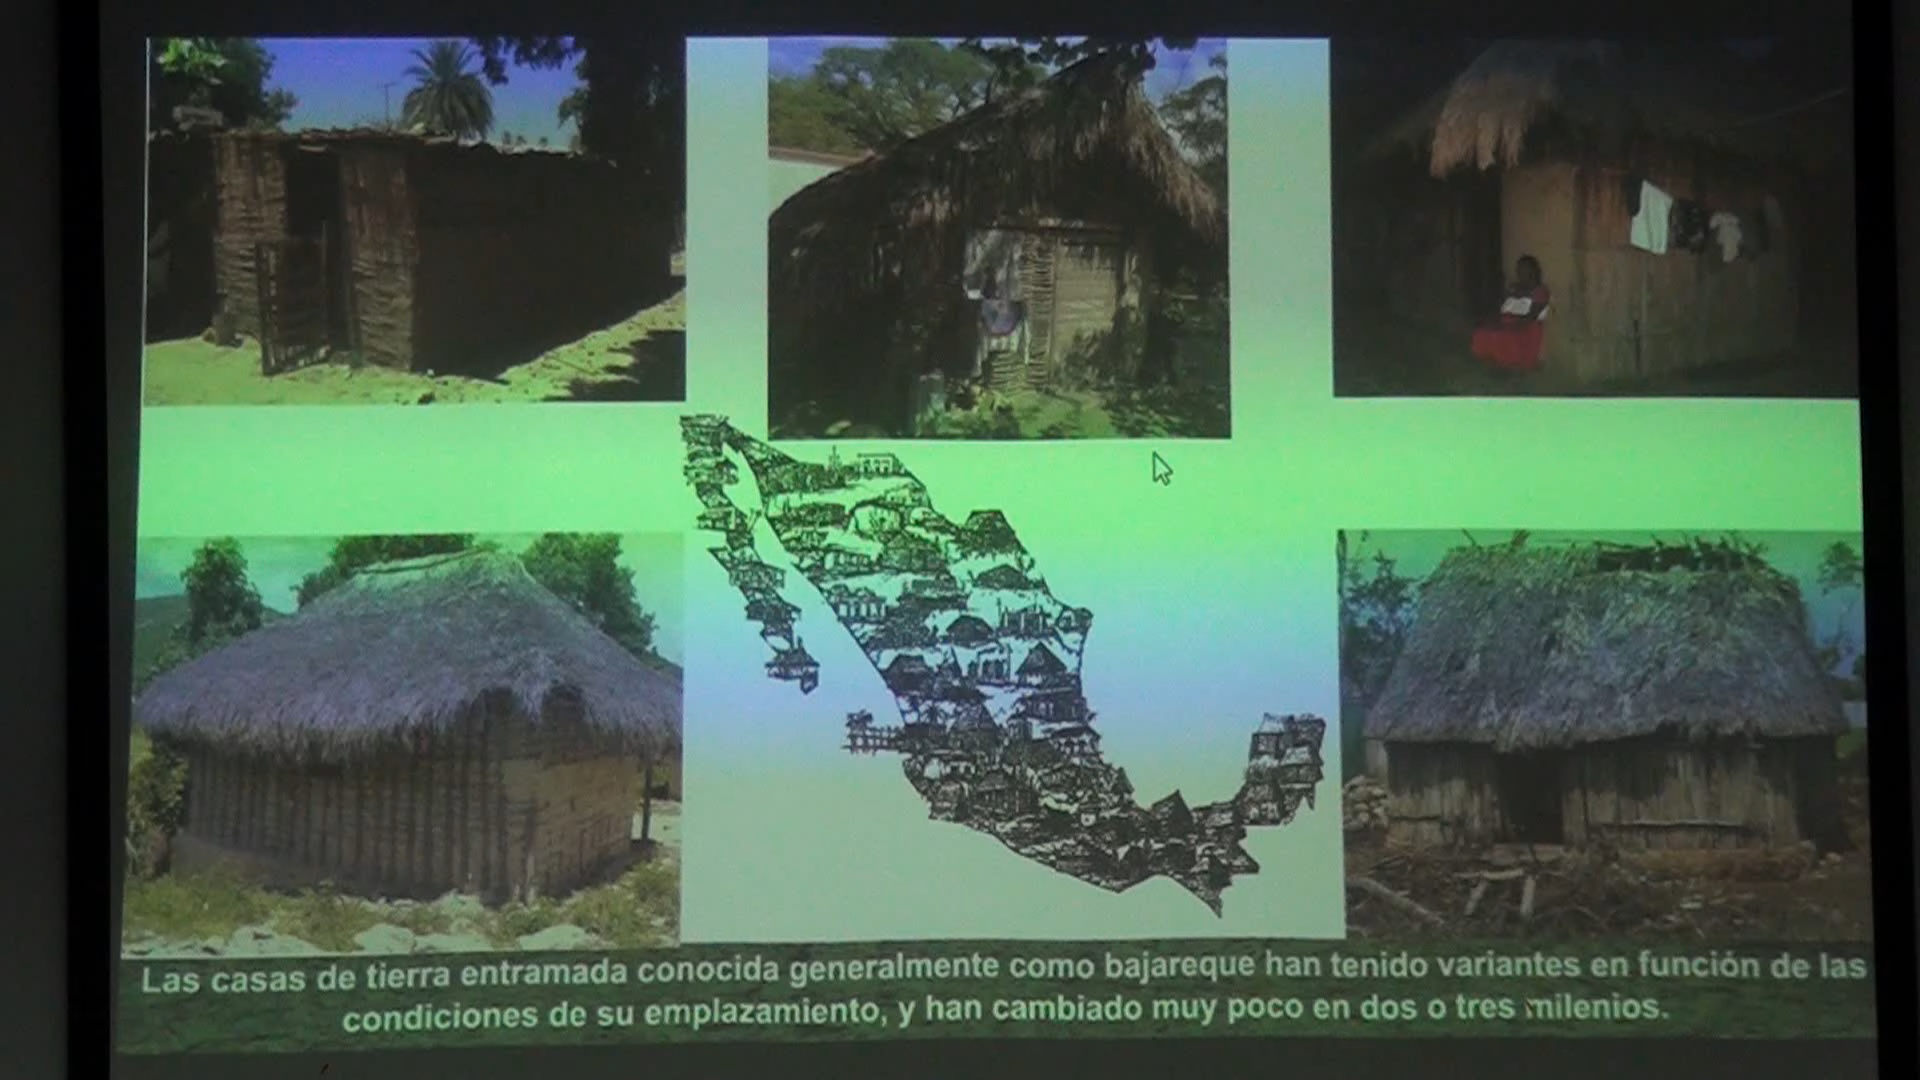 Las casas de tierra entramada conocida generalmente como bajareque han tenido variantes en función de las
condiciones de su emplazamiento, y han cambiado muy poco en dos o tres milenios.